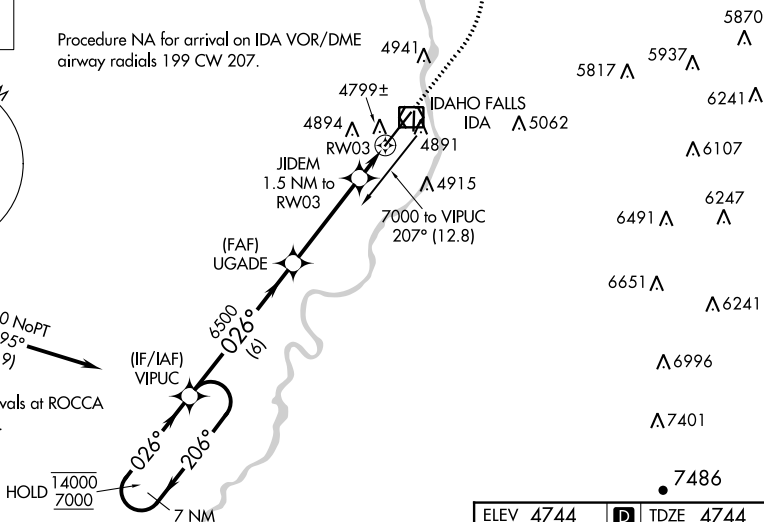 5870
Procedure NA for arrival on IDA VOR/DME
airway radials 199 CW 207.
4941
5937
5817
4799±
6241
IDAHO FALLS
IDA
5062
4894
RW03
4891
6107
JIDEM
1.5 NM to
RW03
4915
7000 to VIPUC
207° (12.8)
6247
6491
(FAF)
UGADE
6651
6241
6500
026°
(6)
0 NoPT
95°
9)
(IF/IAF)
VIPUC
6996
vals at ROCCA
7401
026°
206°
HOLD
14000
7000
7 NM
7486
ELEV 4744
D
TDZE 4744